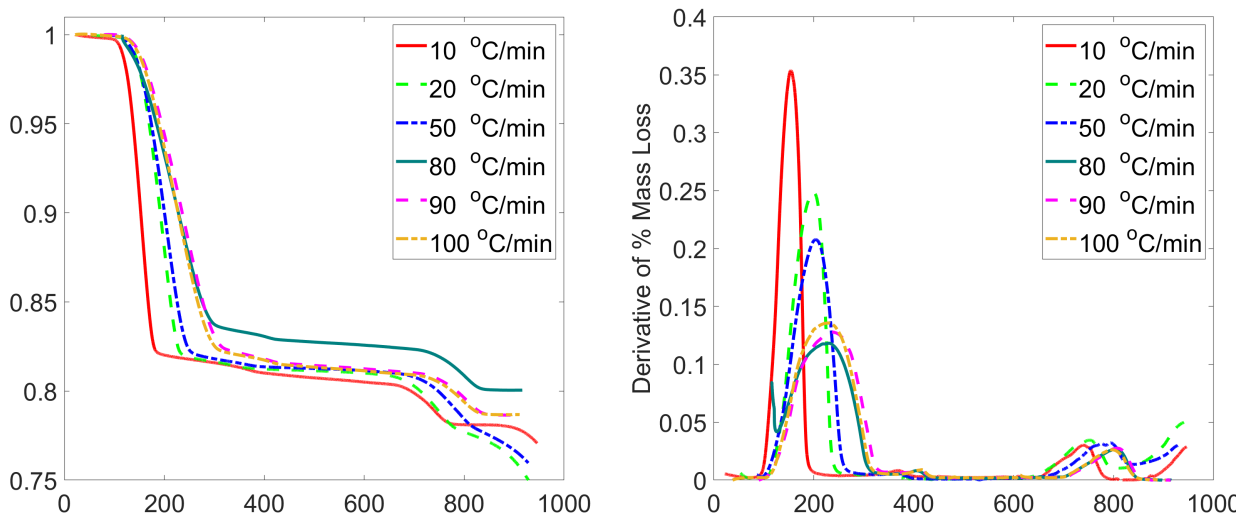 1
0.95
0.9
0.85
0.8
0.75
0
200
400
600
800
1000
10 °C/min
20 °C/min
50 °C/min
80 °C/min
90 °C/min
100 °C/min
Derivative of % Mass Loss
0.4
0.35
0.3
0.25
0.2
0.15
0.1
0.05
0
0
200
400
600
800
1000
10 °C/min
20 °C/min
50 °C/min
80 °C/min
90 °C/min
100 °C/min